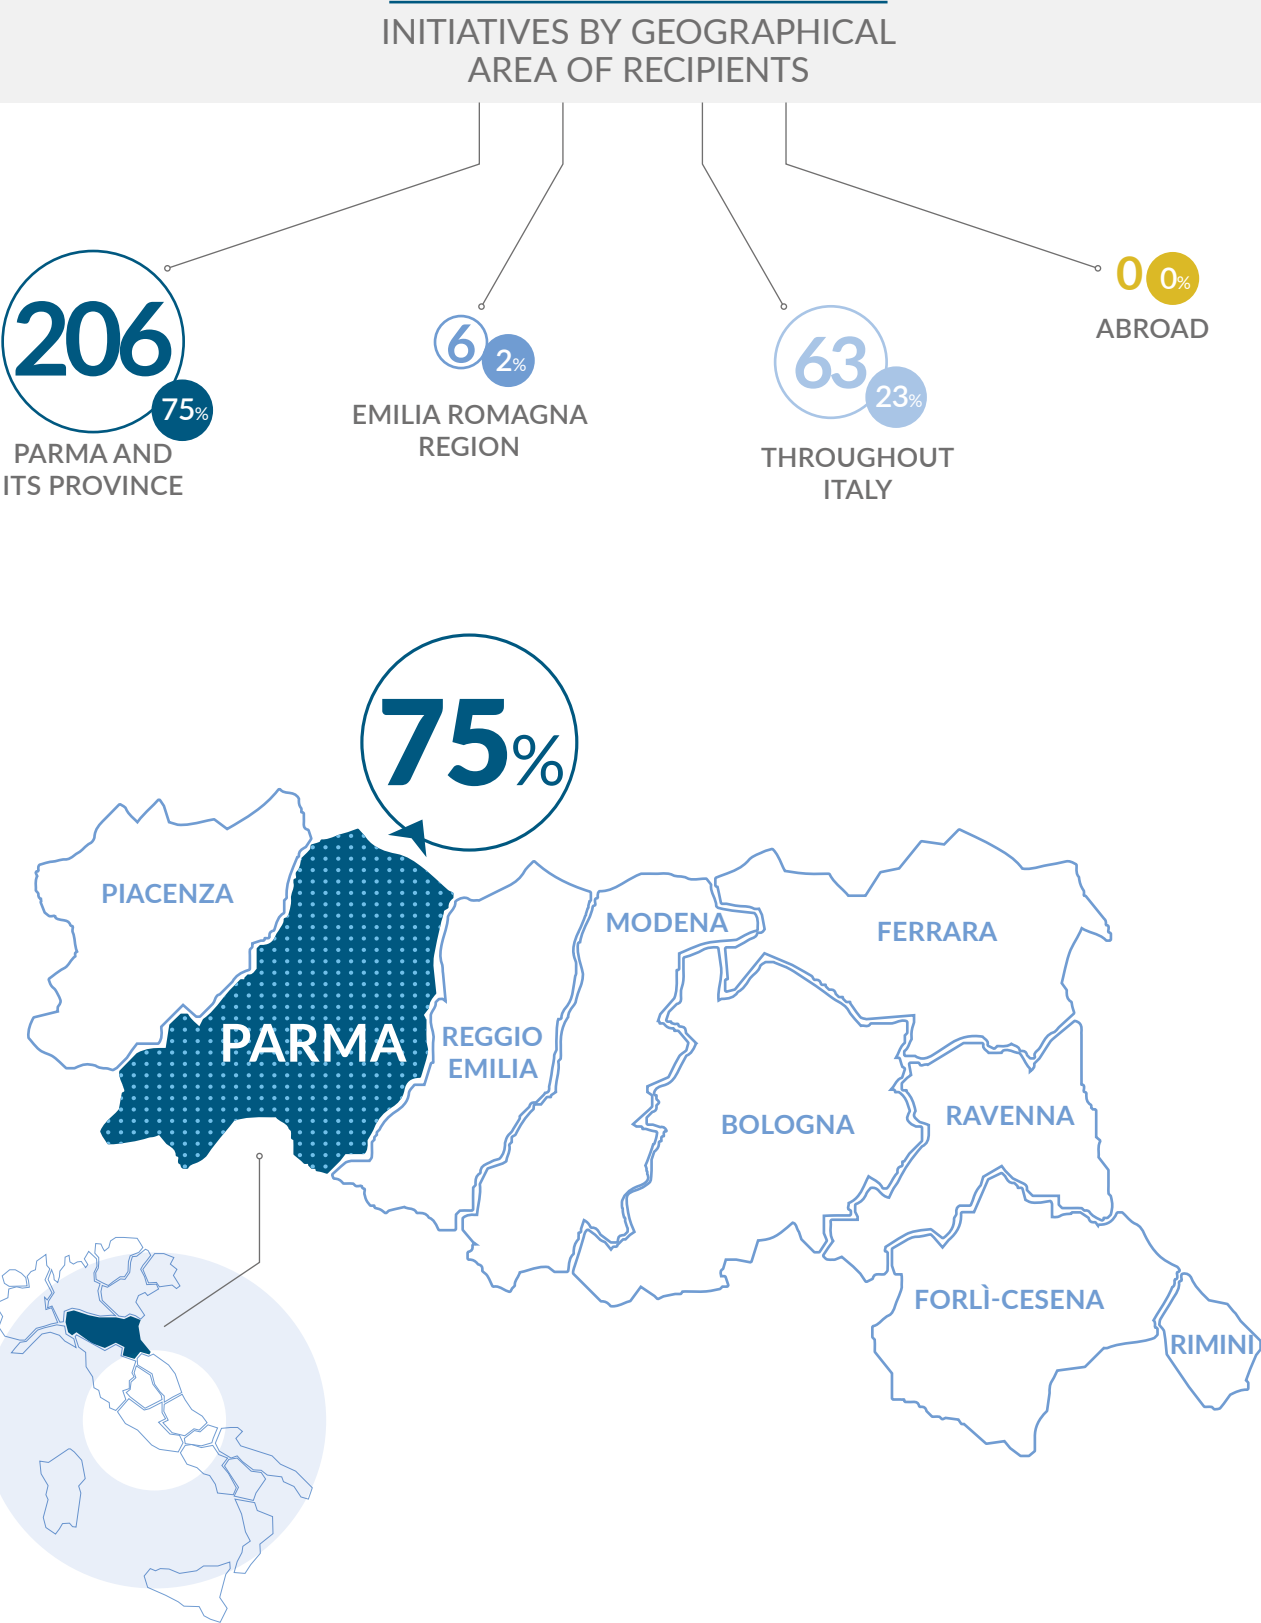 INITIATIVES BY GEOGRAPHICAL
AREA OF RECIPIENTS
206
75%
PARMA AND
ITS PROVINCE
6
2%
EMILIA ROMAGNA
REGION
63
23%
THROUGHOUT
ITALY
0
0%
ABROAD
75%
PIACENZA
PARMA
REGGIO
EMILIA
MODENA
FERRARA
BOLOGNA
RAVENNA
FORLÌ-CESENA
RIMINI